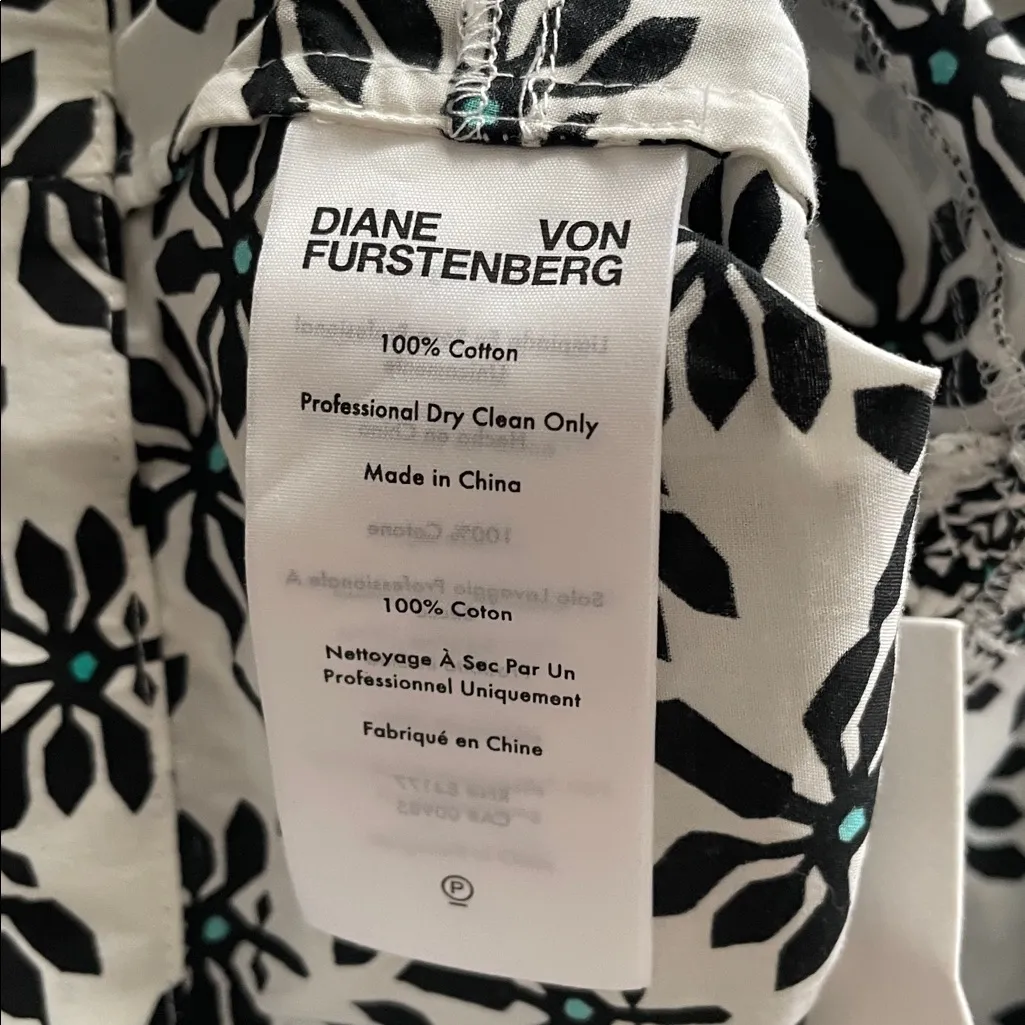 DIANE VON
FURSTENBERG
100% Cotton
Professional Dry Clean Only
Made in China
100% Coton
Nettoyage À Sec Par Un
Professionnel Uniquement
Fabriqué en Chine
P